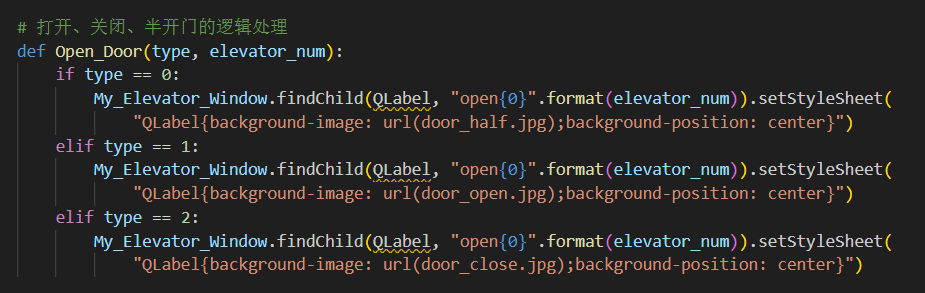 # 打开、关闭、半开门的逻辑处理
def Open_Door(type, elevator_num):
    if type == 0:
        My_Elevator_Window.findChild(QLabel, "open{0}".format(elevator_num)).setStyleSheet(
            "QLabel{background-image: url(door_half.jpg);background-position: center}")
    elif type == 1:
        My_Elevator_Window.findChild(QLabel, "open{0}".format(elevator_num)).setStyleSheet(
            "QLabel{background-image: url(door_open.jpg);background-position: center}")
    elif type == 2:
        My_Elevator_Window.findChild(QLabel, "open{0}".format(elevator_num)).setStyleSheet(
            "QLabel{background-image: url(door_close.jpg);background-position: center}")